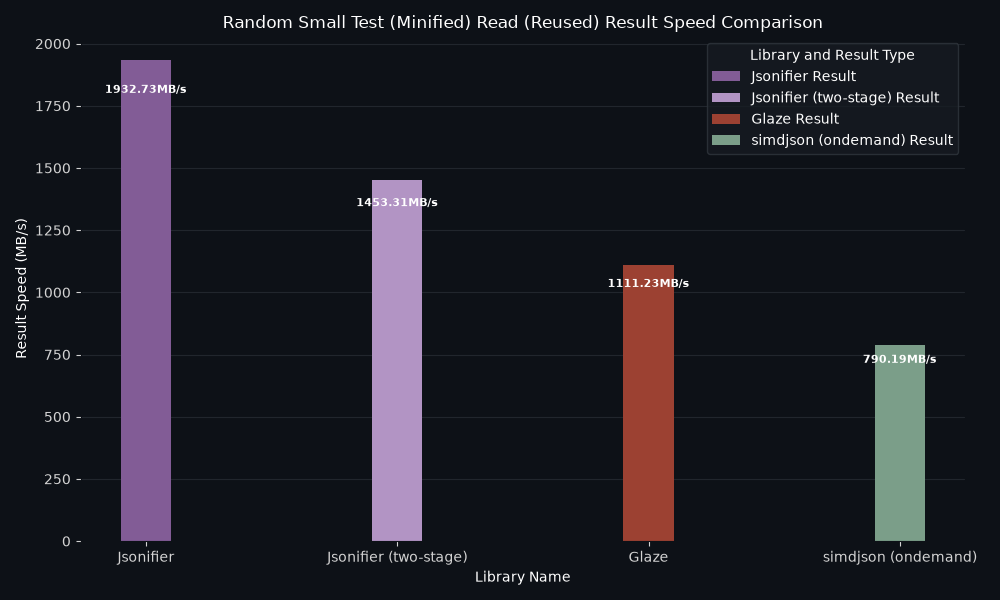 Random Small Test (Minified) Read (Reused) Result Speed Comparison
Library and Result Type
Jsonifier Result
Jsonifier (two-stage) Result
Glaze Result
simdjson (ondemand) Result
Result Speed (MB/s)
2000
1750
1500
1250
1000
750
500
250
0
1932.73MB/s
1453.31MB/s
1111.23MB/s
790.19MB/s
Jsonifier
Jsonifier (two-stage)
Glaze
simdjson (ondemand)
Library Name